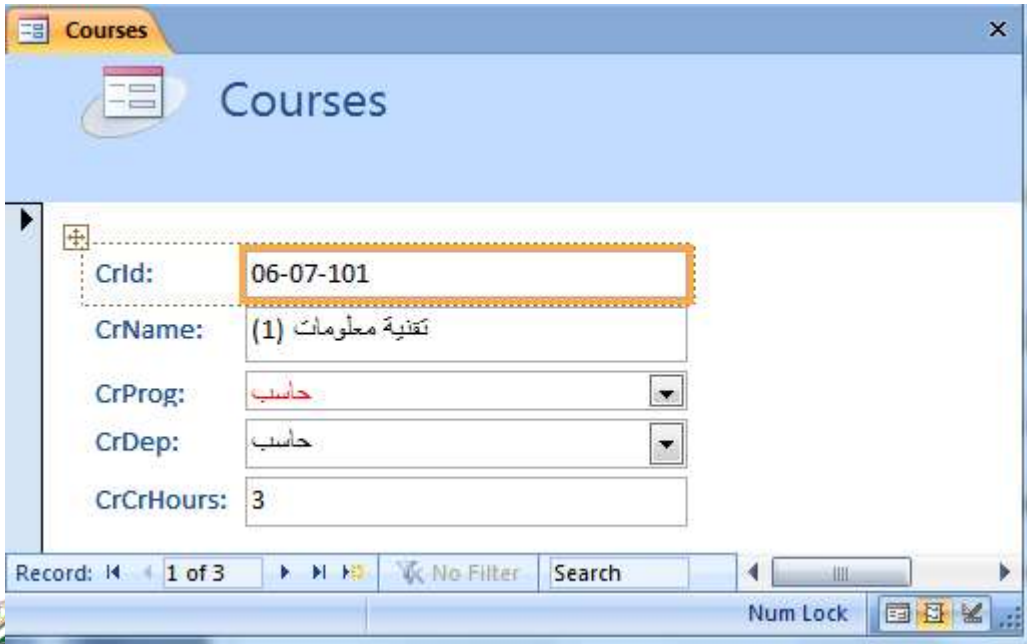 Courses
Courses
CrId: 06-07-101
CrName: تقنية معلومات (1)
CrProg: حاسب
CrDep: حاسب
CrCrHours: 3
Record: 1 of 3 No Filter Search
Num Lock